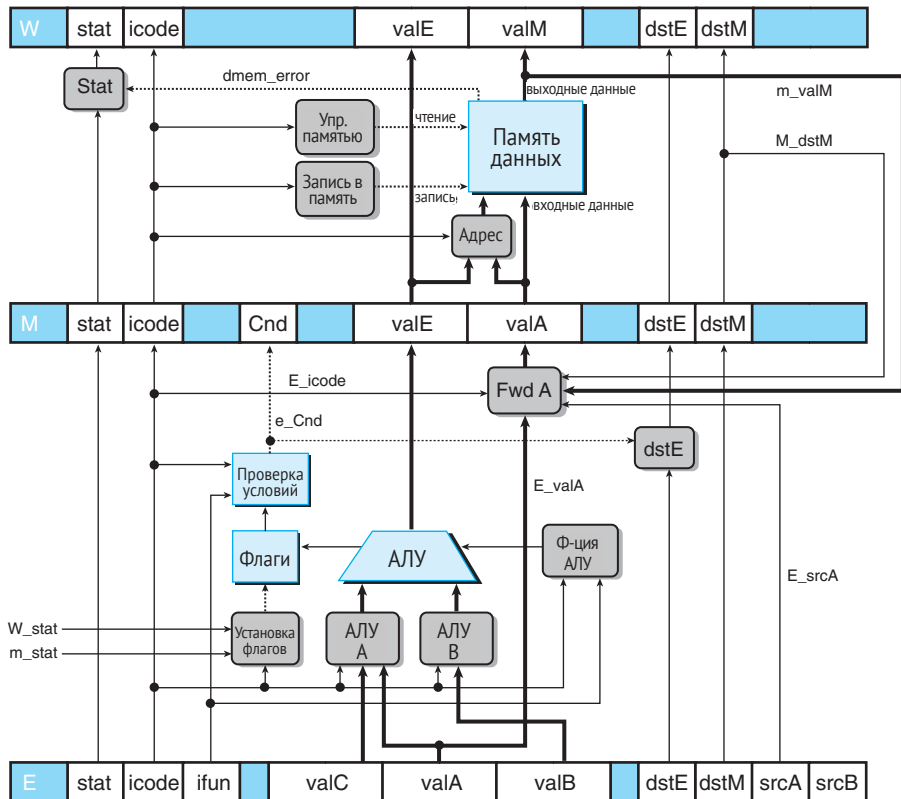 W stat icode valE valM dstE dstM
dmem_error
Stat
выходные данные
m_valM
Упр.
памятью
чтение
Память
данных
M_dstM
Запись в
память
запись
входные данные
Адрес
M stat icode Cnd valE valA dstE dstM
E_icode
Fwd A
e_Cnd
dstE
Проверка
условий
E_valA
Флаги
АЛУ
Ф-ция
АЛУ
E_srcA
W_stat
m_stat
Установка
флагов
АЛУ
A
АЛУ
B
E stat icode ifun valC valA valB dstE dstM srcA srcB